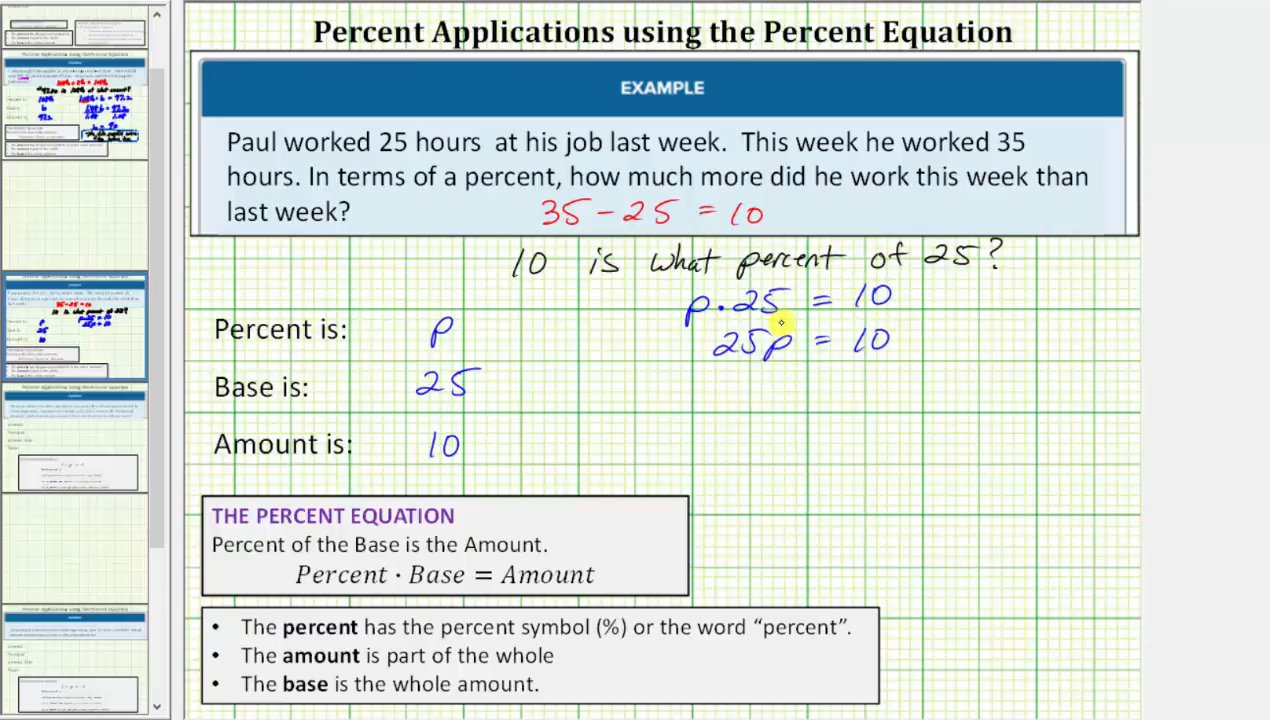 Percent Applications using the Percent Equation
EXAMPLE
Paul worked 25 hours at his job last week. This week he worked 35
hours. In terms of a percent, how much more did he work this week than
last week?
35 - 25 = 10
10 is what percent of 25?
p · 25 = 10
25p = 10
Percent is: p
Base is: 25
Amount is: 10
THE PERCENT EQUATION
Percent of the Base is the Amount.
Percent · Base = Amount
• The percent has the percent symbol (%) or the word “percent”.
• The amount is part of the whole
• The base is the whole amount.